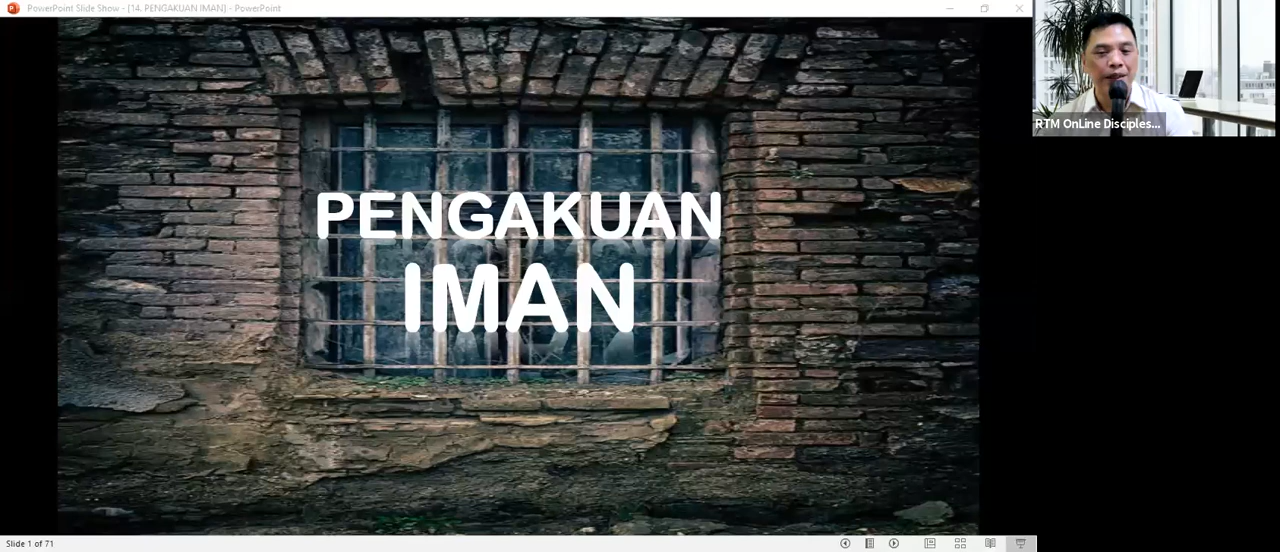 PowerPoint Slide Show - [14. PENGAKUAN IMAN] - PowerPoint
RTM OnLine Disciples...
PENGAKUAN
IMAN
Slide 1 of 71